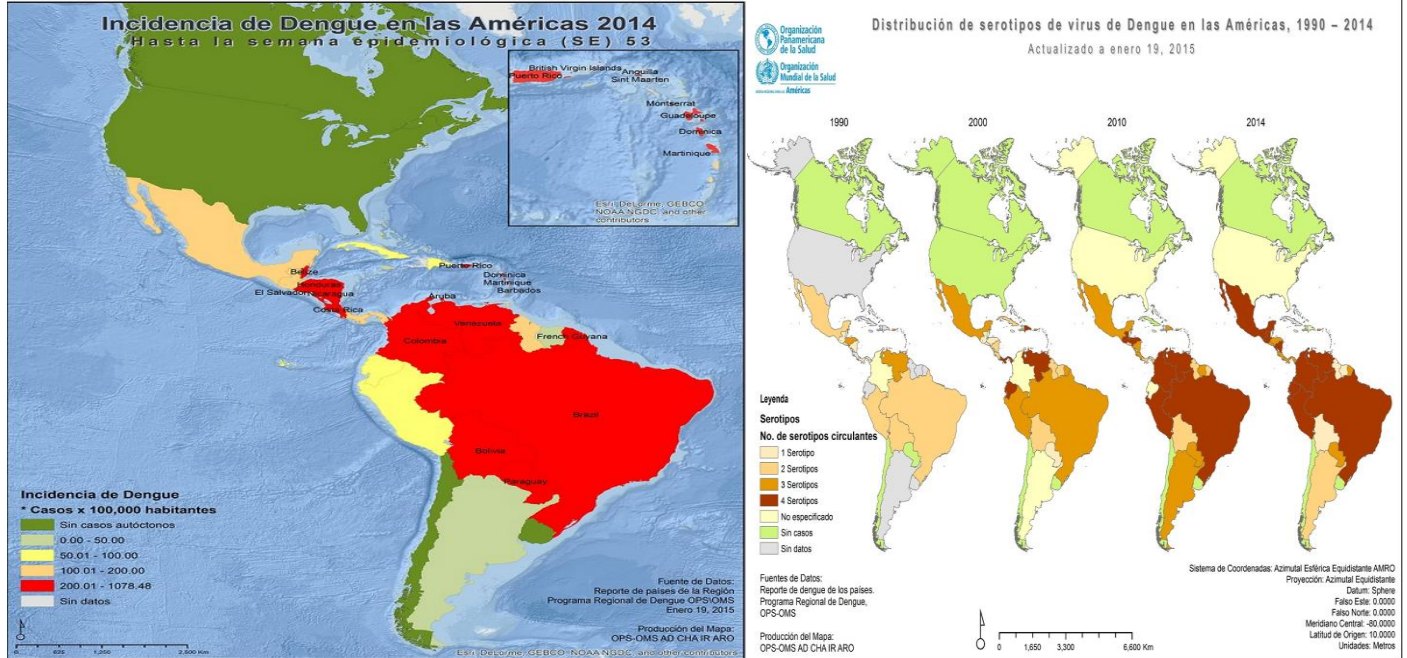 Incidencia de Dengue en las Américas 2014
Hasta la semana epidemiológica (SE) 53
British Virgin Islands
Puerto Rico
Anguilla
Sint Maarten
Montserrat
Guadeloupe
Dominica
Martinique
Esri, DeLorme, GEBCO,
NOAA NGDC, and other
contributors
Belize
Honduras
El Salvador
Nicaragua
Costa Rica
Puerto Rico
Dominica
Martinique
Barbados
Aruba
Venezuela
Colombia
French Guyana
Brazil
Bolivia
Paraguay
Incidencia de Dengue
* Casos x 100,000 habitantes
Sin casos autóctonos
0.00 - 50.00
50.01 - 100.00
100.01 - 200.00
200.01 - 1078.48
Sin datos
0 625 1,250 2,500 Km
Fuente de Datos:
Reporte de países de la Región
Programa Regional de Dengue OPS\OMS
Enero 19, 2015
Producción del Mapa:
OPS-OMS AD CHA IR ARO
Esri, DeLorme, GEBCO, NOAA NGDC, and other contributors
Organización
Panamericana
de la Salud
Organización
Mundial de la Salud
Américas
Distribución de serotipos de virus de Dengue en las Américas, 1990 – 2014
Actualizado a enero 19, 2015
1990
2000
2010
2014
Leyenda
Serotipos
No. de serotipos circulantes
1 Serotipo
2 Serotipos
3 Serotipos
4 Serotipos
No especificado
Sin casos
Sin datos
Fuentes de Datos:
Reporte de dengue de los países.
Programa Regional de Dengue,
OPS-OMS
Producción del Mapa:
OPS-OMS AD CHA IR ARO
0 1,650 3,300 6,600 Km
Sistema de Coordenadas: Azimutal Esférica Equidistante AMRO
Proyección: Azimutal Equidistante
Datum: Sphere
Falso Este: 0.0000
Falso Norte: 0.0000
Meridiano Central: -80.0000
Latitud de Origen: 10.0000
Unidades: Metros